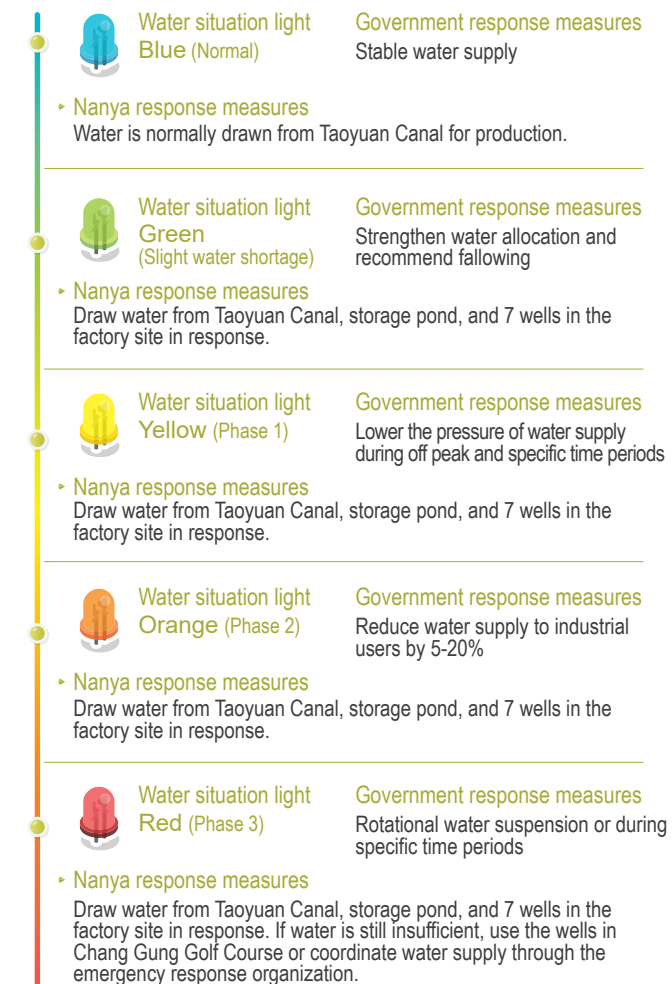 Water situation light
Blue (Normal)
Government response measures
Stable water supply
Nanya response measures
Water is normally drawn from Taoyuan Canal for production.
Water situation light
Green
(Slight water shortage)
Government response measures
Strengthen water allocation and
recommend fallowing
Nanya response measures
Draw water from Taoyuan Canal, storage pond, and 7 wells in the
factory site in response.
Water situation light
Yellow (Phase 1)
Government response measures
Lower the pressure of water supply
during off peak and specific time periods
Nanya response measures
Draw water from Taoyuan Canal, storage pond, and 7 wells in the
factory site in response.
Water situation light
Orange (Phase 2)
Government response measures
Reduce water supply to industrial
users by 5-20%
Nanya response measures
Draw water from Taoyuan Canal, storage pond, and 7 wells in the
factory site in response.
Water situation light
Red (Phase 3)
Government response measures
Rotational water suspension or during
specific time periods
Nanya response measures
Draw water from Taoyuan Canal, storage pond, and 7 wells in the
factory site in response. If water is still insufficient, use the wells in
Chang Gung Golf Course or coordinate water supply through the
emergency response organization.